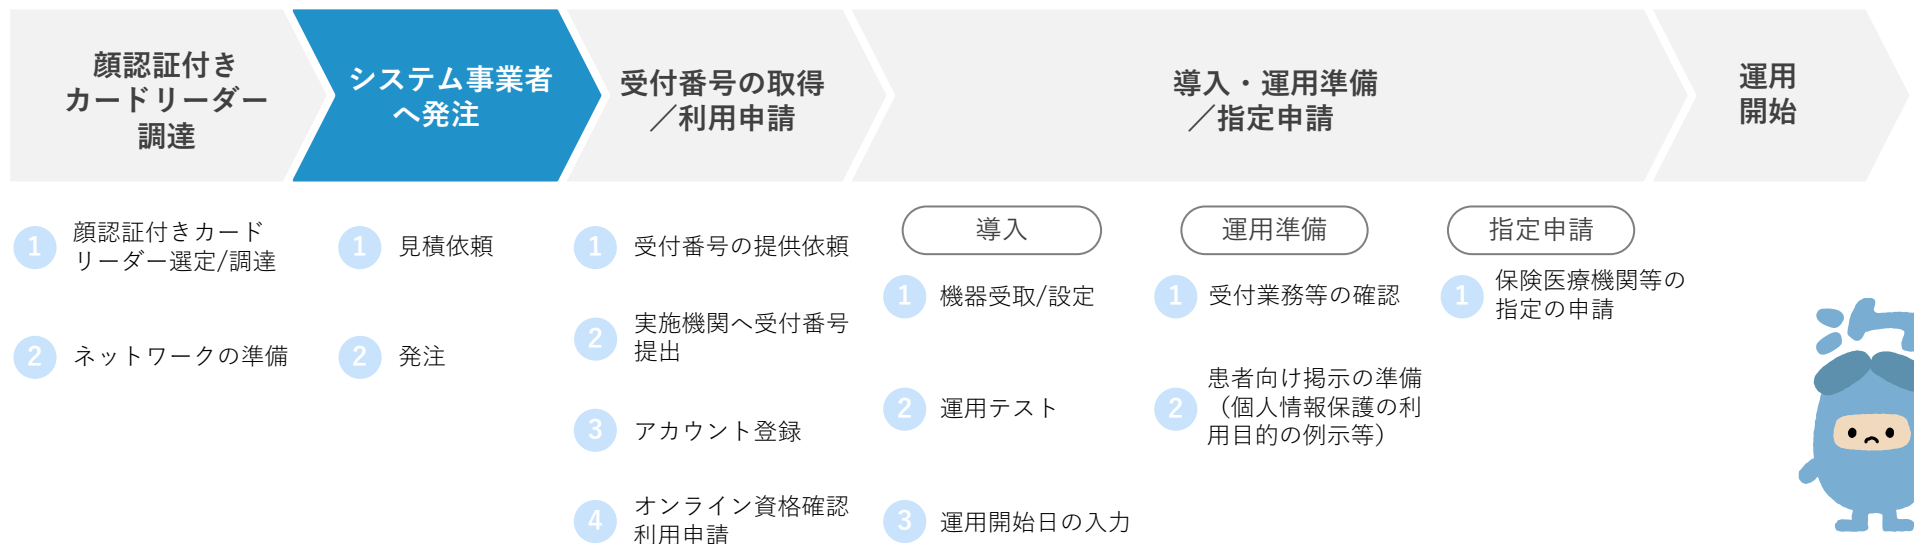 顔認証付き
カードリーダー
調達
システム事業者
へ発注
受付番号の取得
／利用申請
導入・運用準備
／指定申請
運用
開始
1
顔認証付きカード
リーダー選定/調達
2
ネットワークの準備
1
見積依頼
2
発注
1
受付番号の提供依頼
2
実施機関へ受付番号
提出
3
アカウント登録
4
オンライン資格確認
利用申請
導入
1
機器受取/設定
2
運用テスト
3
運用開始日の入力
運用準備
1
受付業務等の確認
2
患者向け掲示の準備
（個人情報保護の利
用目的の例示等）
指定申請
1
保険医療機関等の
指定の申請